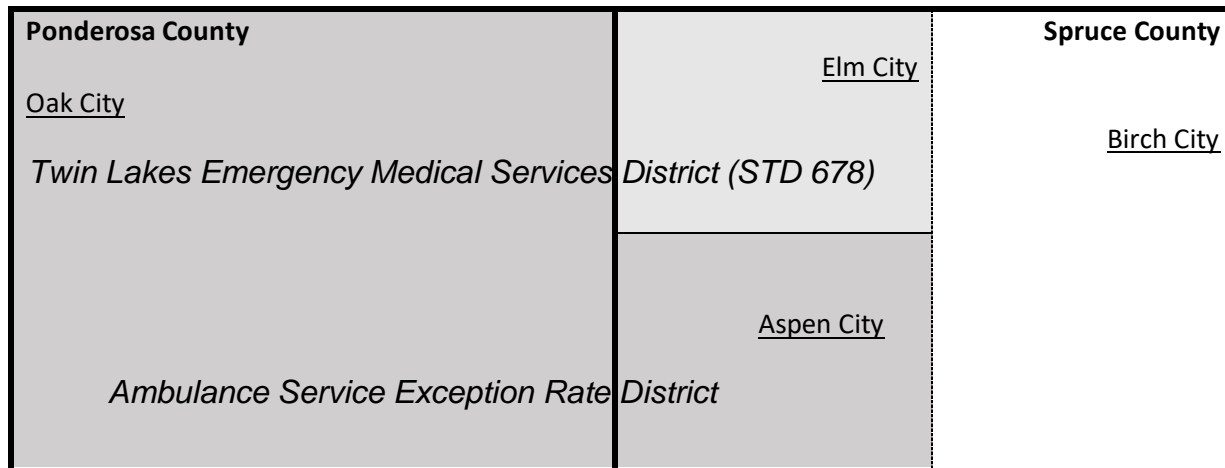 Ponderosa County
Spruce County
Elm City
Oak City
Birch City
Twin Lakes Emergency Medical Services District (STD 678)
Aspen City
Ambulance Service Exception Rate District